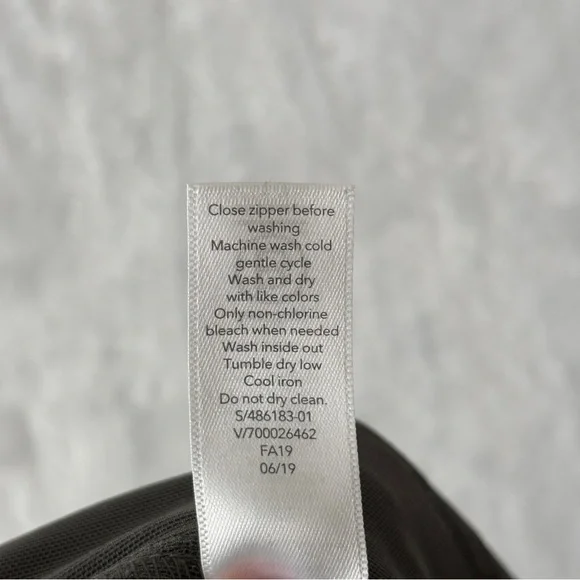 Close zipper before
washing
Machine wash cold
gentle cycle
Wash and dry
with like colors
Only non-chlorine
bleach when needed
Wash inside out
Tumble dry low
Cool iron
Do not dry clean.
S/486183-01
V/700026462
FA19
06/19